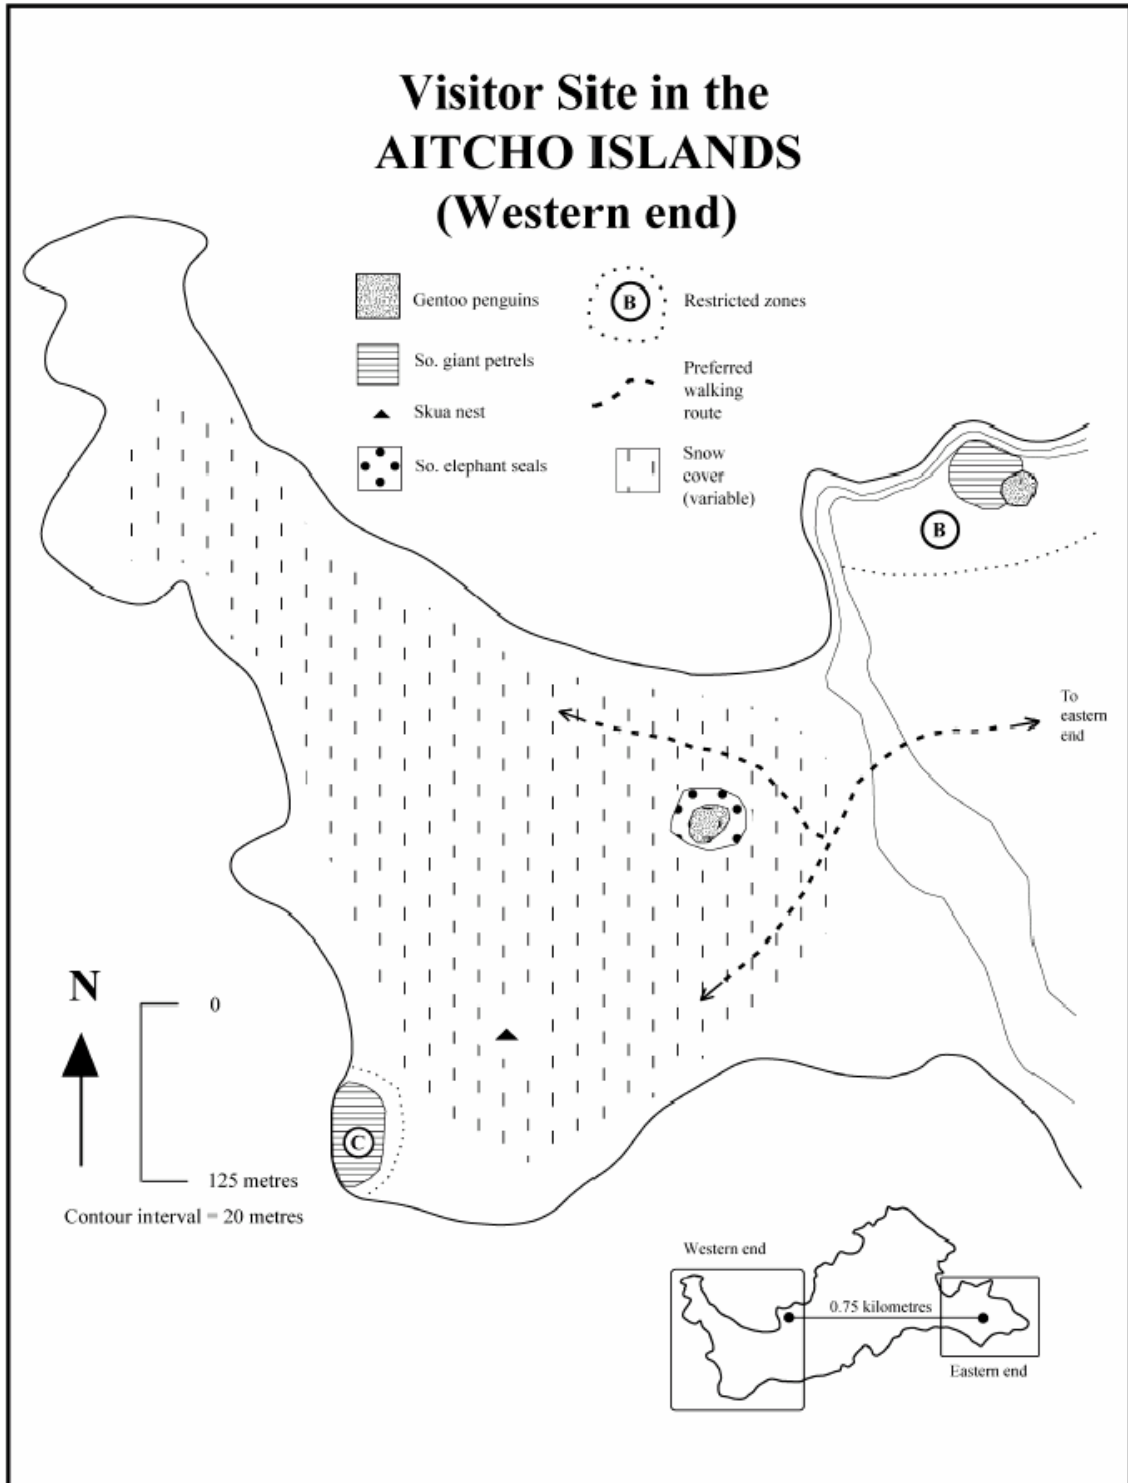 Visitor Site in the
AITCHO ISLANDS
(Western end)
Gentoo penguins
So. giant petrels
Skua nest
So. elephant seals
B
Restricted zones
Preferred
walking
route
Snow
cover
(variable)
B
To
eastern
end
N
0
125 metres
Contour interval = 20 metres
C
Western end
0.75 kilometres
Eastern end